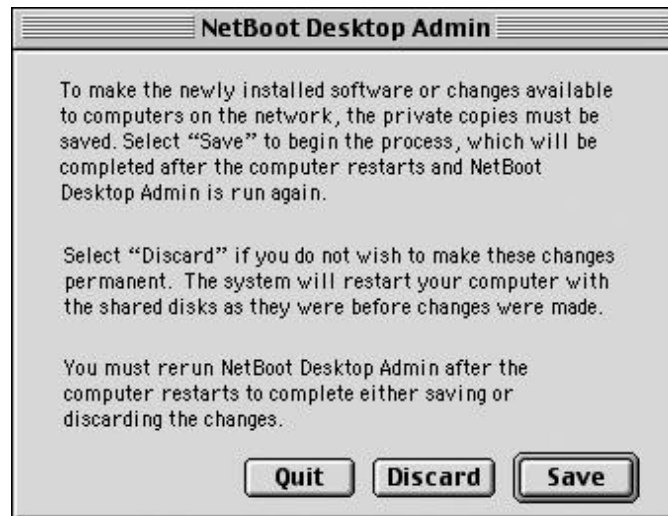 NetBoot Desktop Admin
To make the newly installed software or changes available
to computers on the network, the private copies must be
saved. Select “Save” to begin the process, which will be
completed after the computer restarts and NetBoot
Desktop Admin is run again.
Select “Discard” if you do not wish to make these changes
permanent. The system will restart your computer with
the shared disks as they were before changes were made.
You must rerun NetBoot Desktop Admin after the
computer restarts to complete either saving or
discarding the changes.
Quit Discard Save